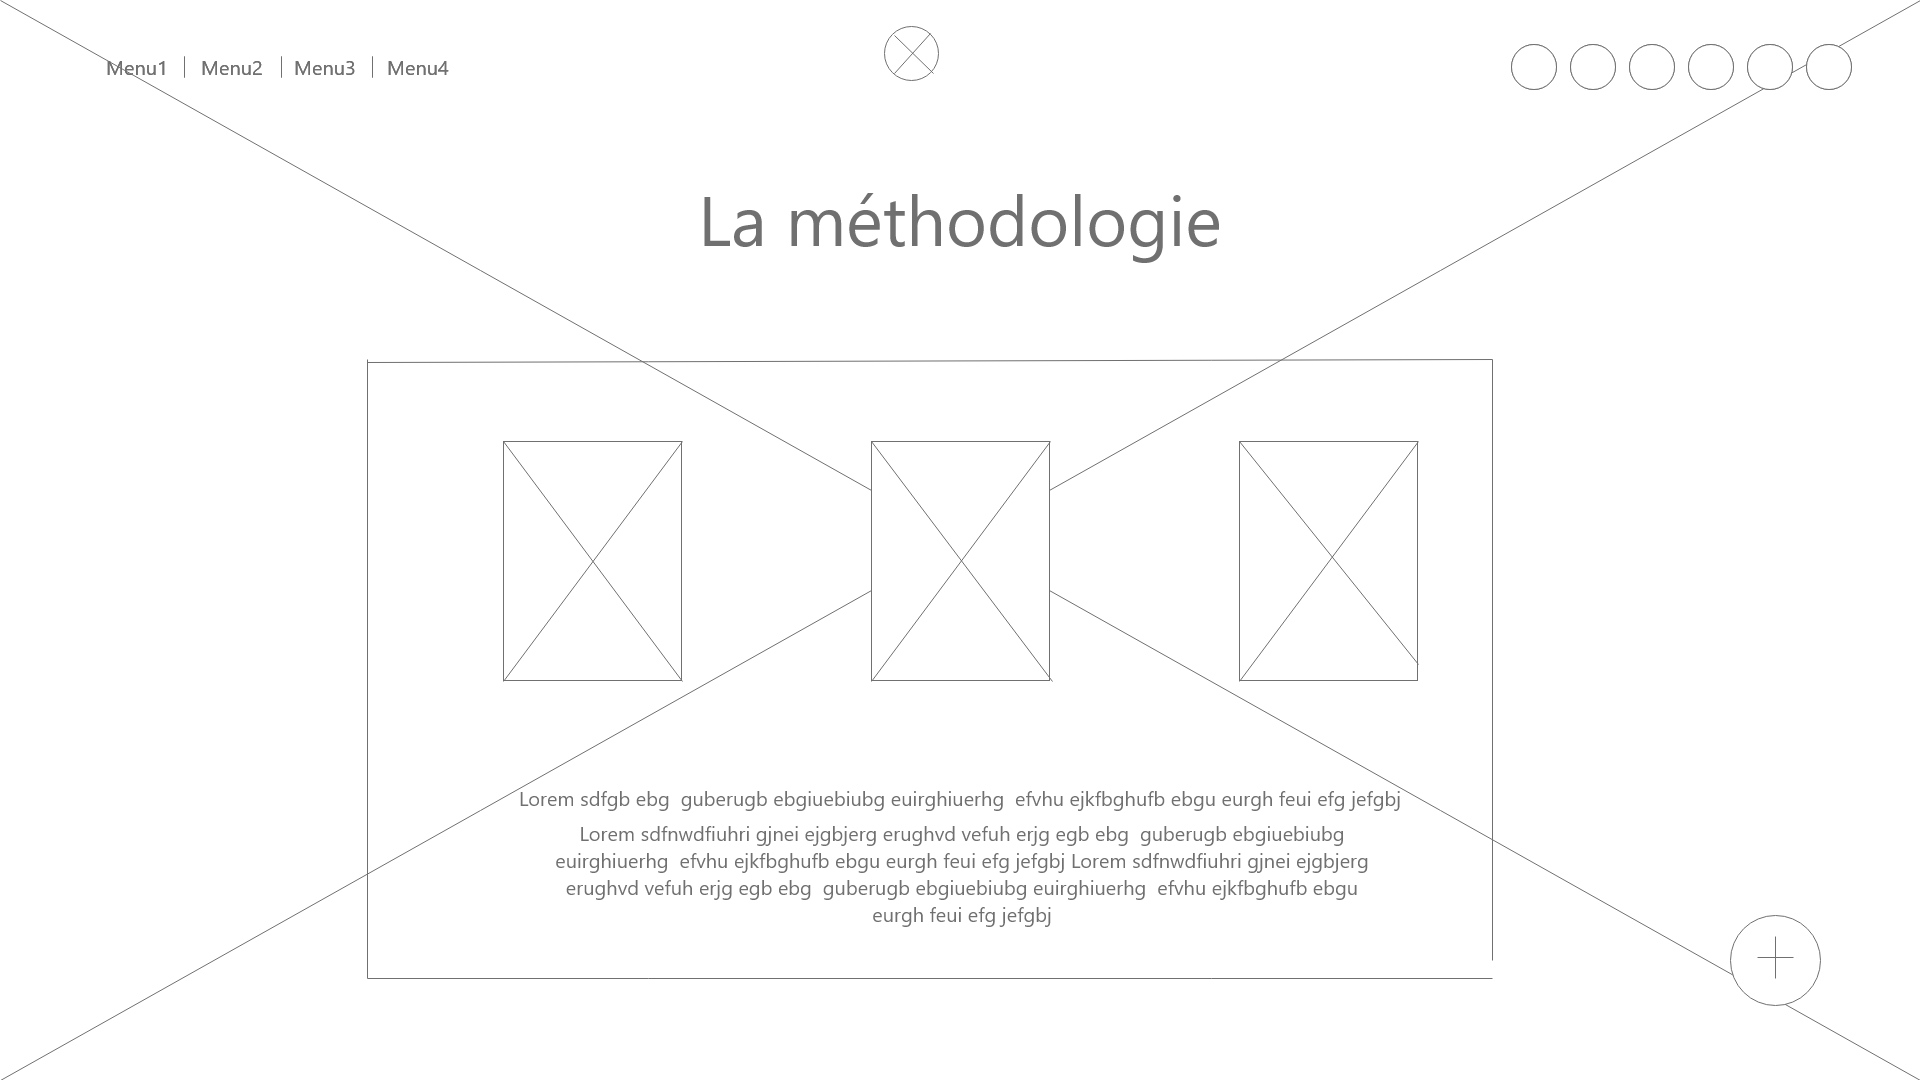 Menu1 Menu2 Menu3 Menu4
La méthodologie
Lorem sdfgb ebg  guberugb ebgiuebiubg euirghiuerhg  efvhu ejkfbghufb ebgu eurgh feui efg jefgbj
Lorem sdfnwdfiuhri gjnei ejgbjerg erughvd vefuh erjg egb ebg  guberugb ebgiuebiubg
euirghiuerhg  efvhu ejkfbghufb ebgu eurgh feui efg jefgbj Lorem sdfnwdfiuhri gjnei ejgbjerg
erughvd vefuh erjg egb ebg  guberugb ebgiuebiubg euirghiuerhg  efvhu ejkfbghufb ebgu
eurgh feui efg jefgbj